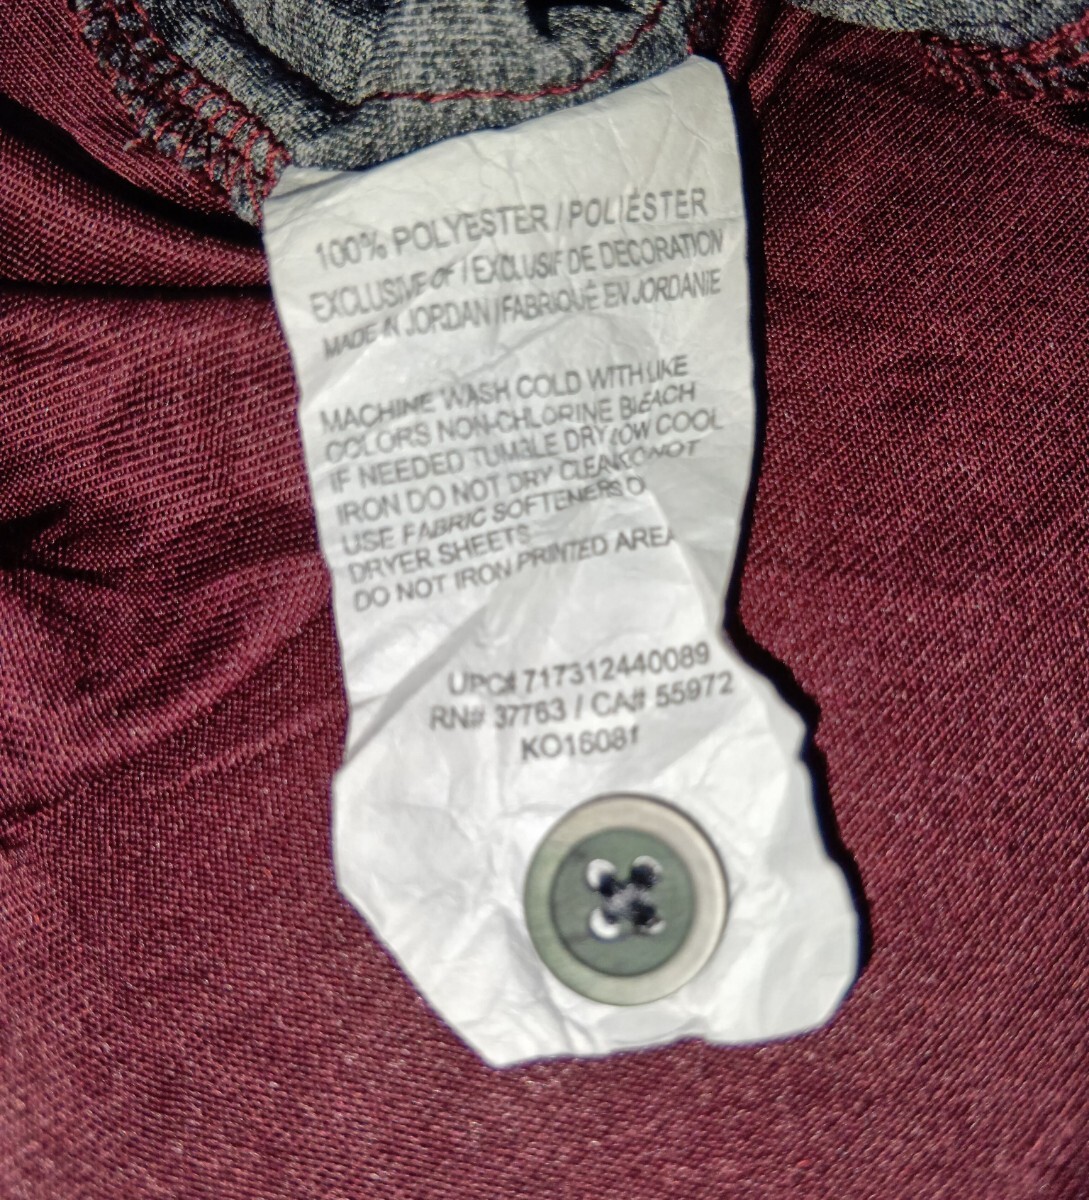 100% POLYESTER / POLIÉSTER
EXCLUSIVE OF / EXCLUSIF DE DECORATION
MADE IN JORDAN / FABRIQUÉ EN JORDANIE
MACHINE WASH COLD WITH LIKE
COLORS NON-CHLORINE BLEACH
IF NEEDED TUMBLE DRY LOW COOL
IRON DO NOT DRY CLEAN DO NOT
USE FABRIC SOFTENERS O
DRYER SHEETS
DO NOT IRON PRINTED AREA
UPC# 717312440089
RN# 37763 / CA# 55972
KO16081